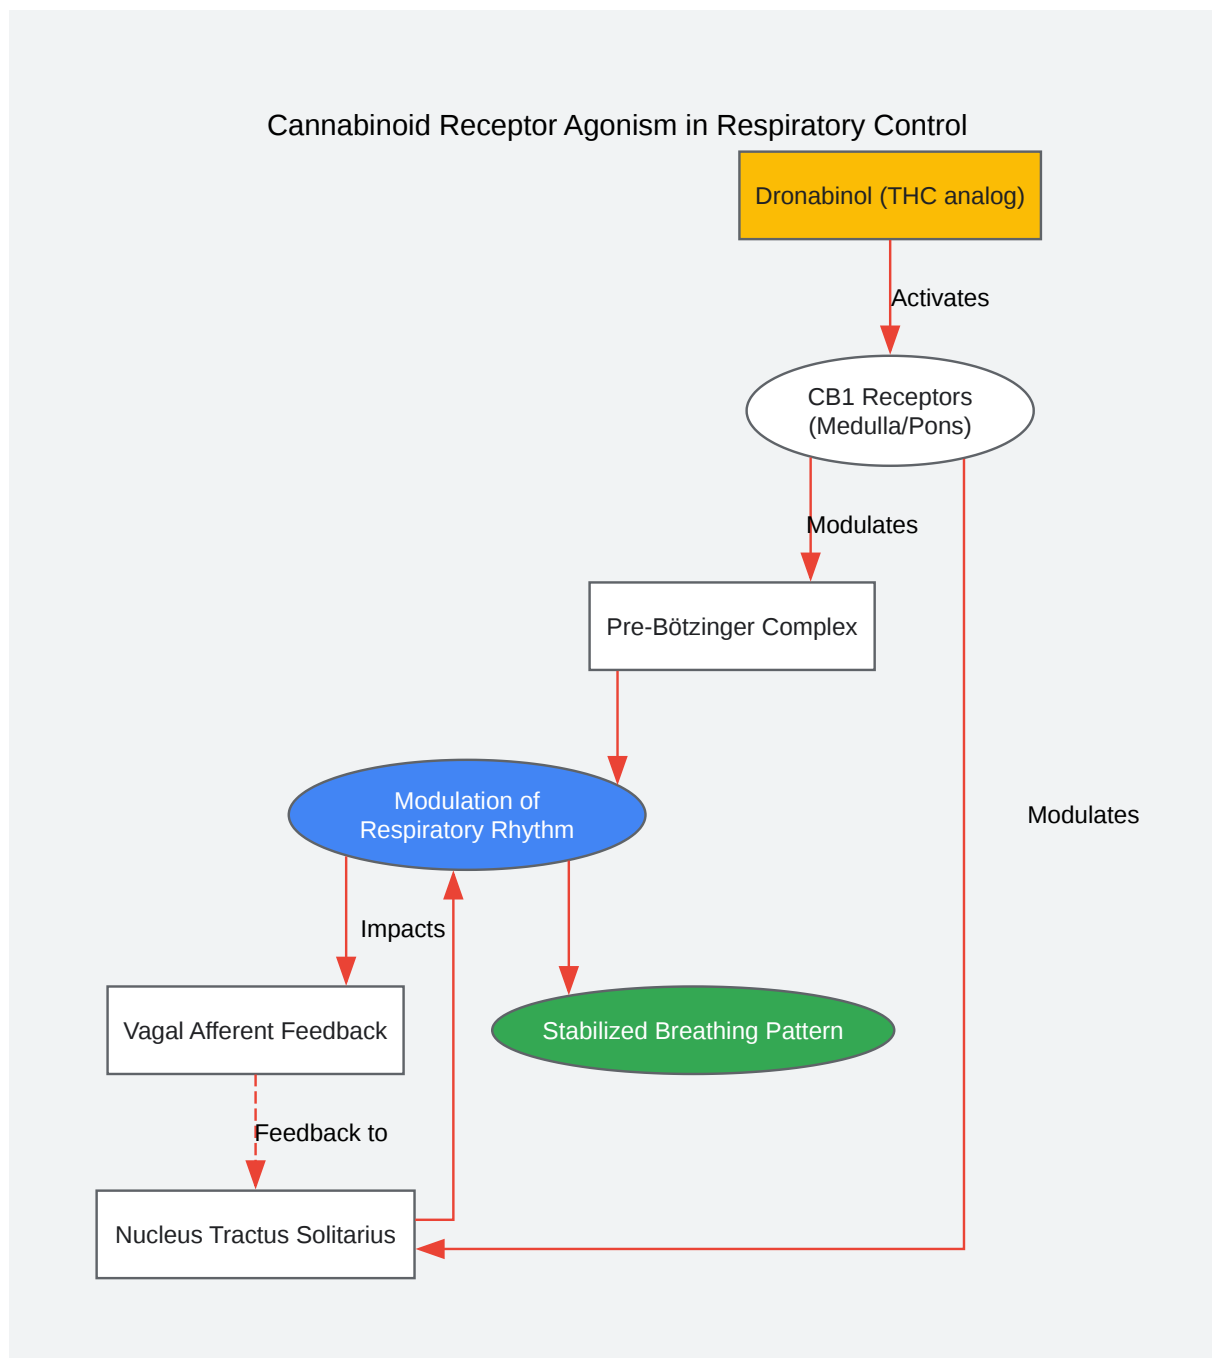 Cannabinoid Receptor Agonism in Respiratory Control
Dronabinol (THC analog)
Activates
CB1 Receptors
(Medulla/Pons)
Modulates
Pre-Bötzinger Complex
Modulation of
Respiratory Rhythm
Modulates
Impacts
Vagal Afferent Feedback
Stabilized Breathing Pattern
Feedback to
Nucleus Tractus Solitarius